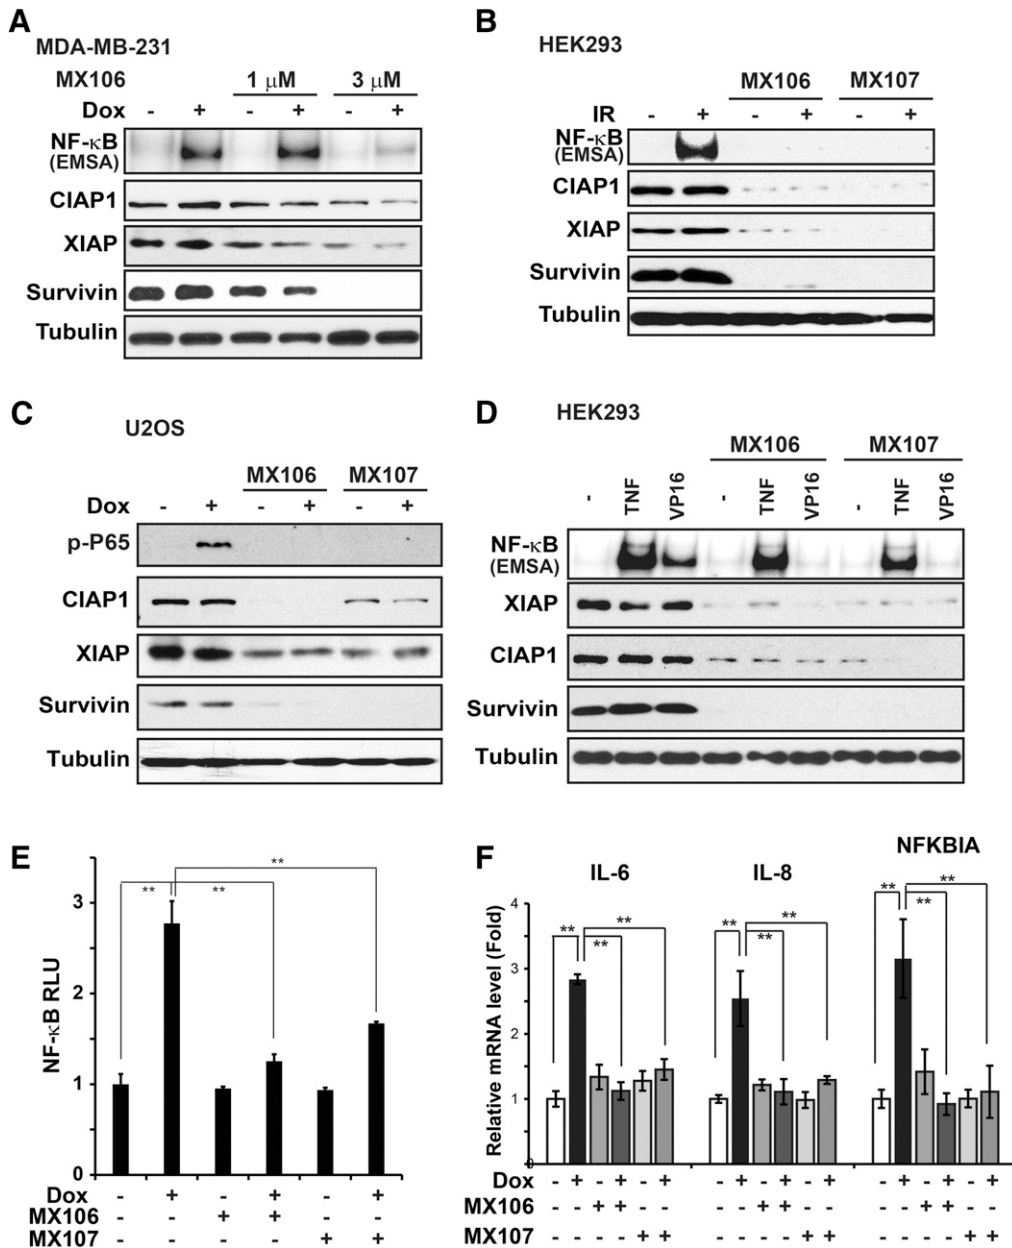 A
MDA-MB-231
MX106 1 μM 3 μM
Dox - + - + - +
NF-κB
(EMSA)
CIAP1
XIAP
Survivin
Tubulin
B
HEK293
MX106 MX107
IR - + - + - +
NF-κB
(EMSA)
CIAP1
XIAP
Survivin
Tubulin
C
U2OS
MX106 MX107
Dox - + - + - +
p-P65
CIAP1
XIAP
Survivin
Tubulin
D
HEK293
MX106 MX107
- TNF VP16 - TNF VP16 - TNF VP16
NF-κB
(EMSA)
XIAP
CIAP1
Survivin
Tubulin
E
NF-κB RLU
3
2
1
0
**
** **
Dox - + - + - +
MX106 - - + + - -
MX107 - - - - + +
F
Relative mRNA level (Fold)
4
3
2
1
0
IL-6
** **
**
IL-8
** **
**
NFKBIA
** **
**
Dox - + - + - + - + - + - + - + - + - +
MX106 - - + + - - - - + + - - - - + + - -
MX107 - - - - + + - - - - + + - - - - + +